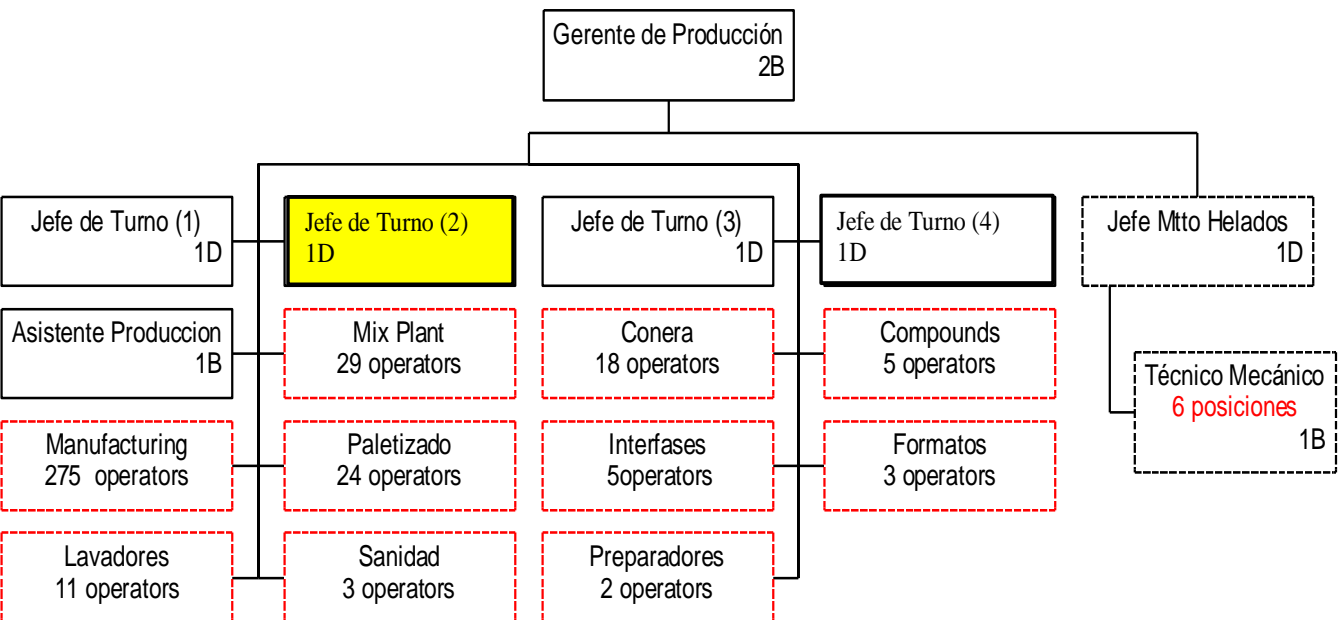 Gerente de Producción
2B
Jefe de Turno (1)
1D
Jefe de Turno (2)
1D
Jefe de Turno (3)
1D
Jefe de Turno (4)
1D
Jefe Mtto Helados
1D
Asistente Produccion
1B
Mix Plant
29 operators
Conera
18 operators
Compounds
5 operators
Técnico Mecánico
6 posiciones
1B
Manufacturing
275 operators
Paletizado
24 operators
Interfases
5operators
Formatos
3 operators
Lavadores
11 operators
Sanidad
3 operators
Preparadores
2 operators